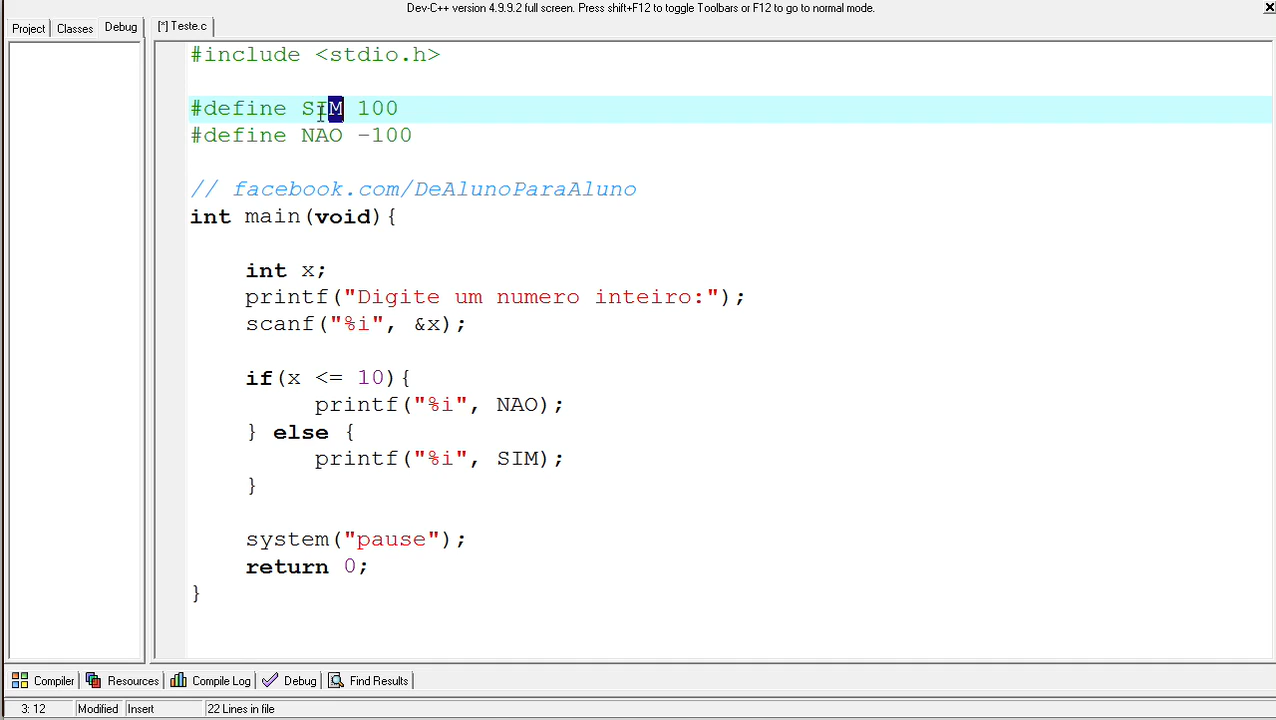 Dev-C++ version 4.9.9.2 full screen. Press shift+F12 to toggle Toolbars or F12 to go to normal mode.
Project Classes Debug [*] Teste.c
#include <stdio.h>
#define SIM 100
#define NAO -100
// facebook.com/DeAlunoParaAluno
int main(void){
int x;
printf("Digite um numero inteiro:");
scanf("%i", &x);
if(x <= 10){
printf("%i", NAO);
} else {
printf("%i", SIM);
}
system("pause");
return 0;
}
Compiler Resources Compile Log Debug Find Results
3: 12 Modified Insert 22 Lines in file